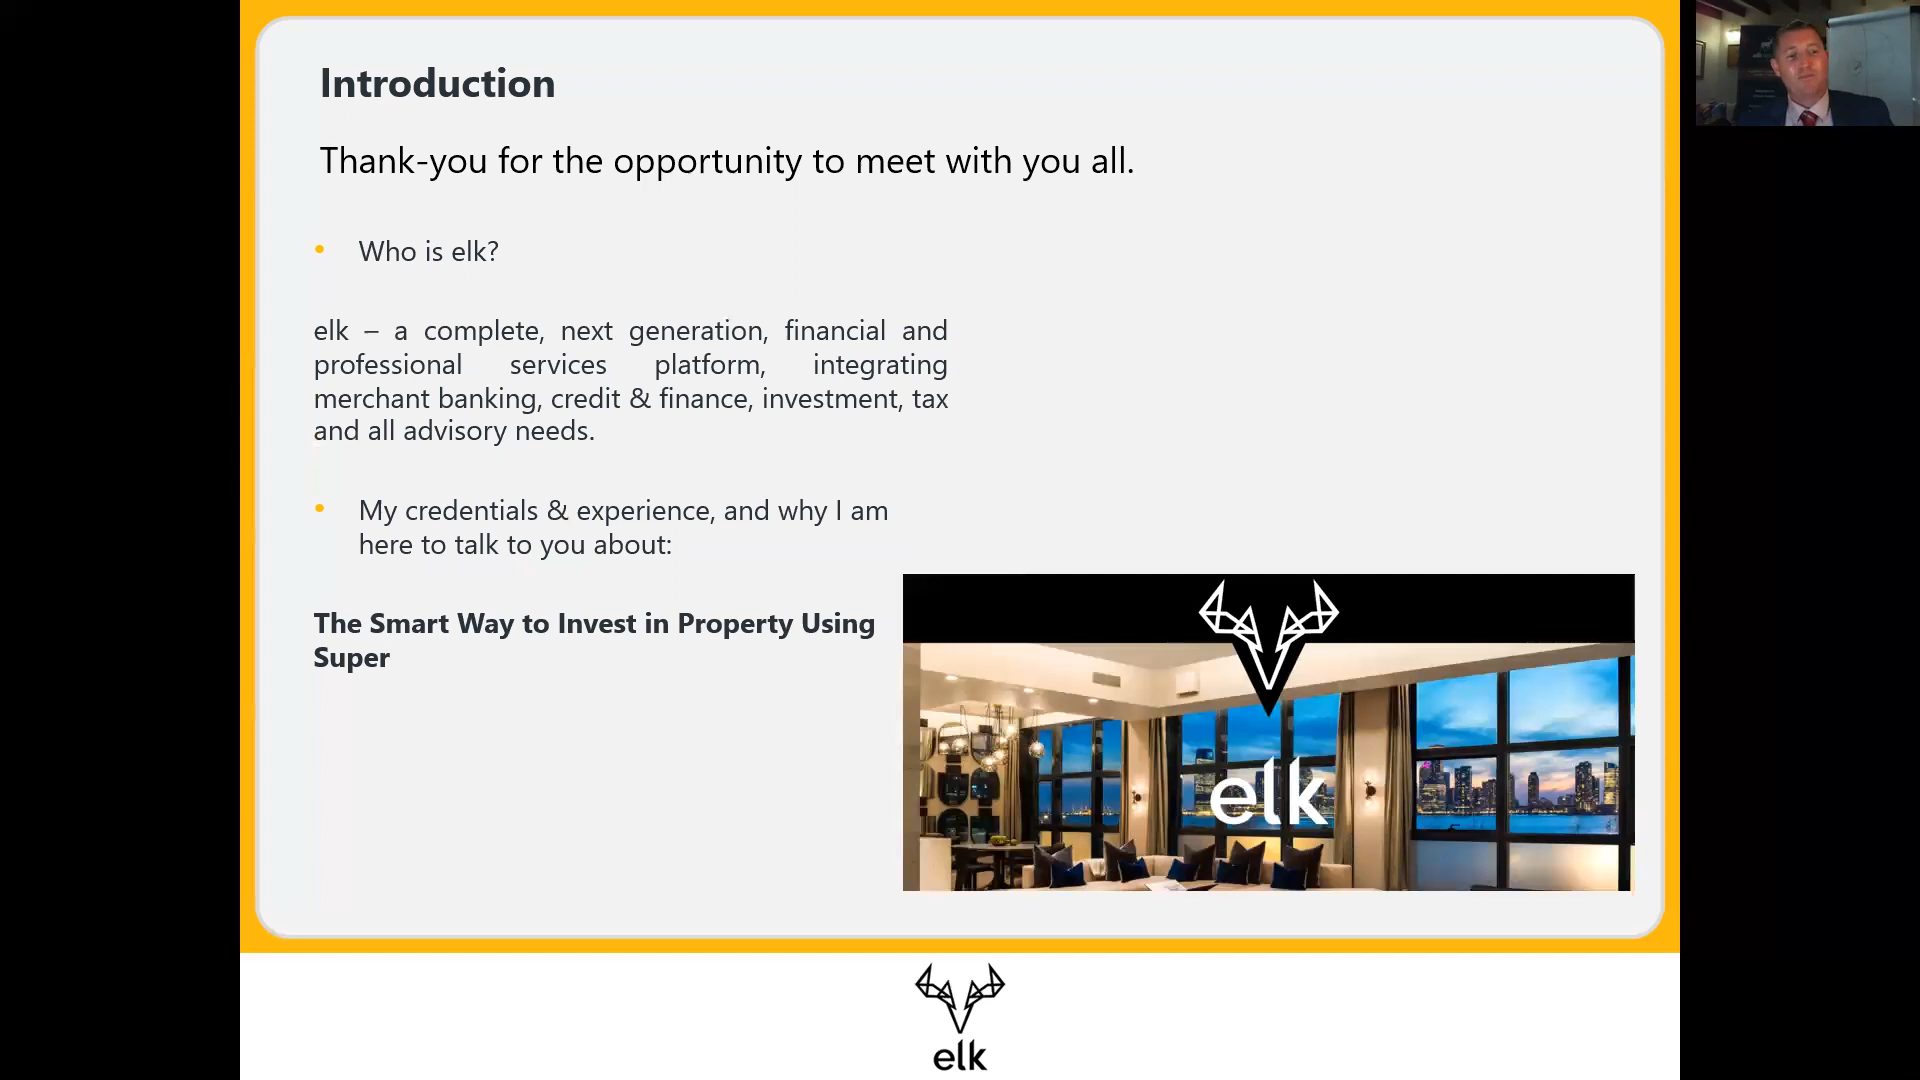 Introduction
Thank-you for the opportunity to meet with you all.
• Who is elk?
elk – a complete, next generation, financial and
professional services platform, integrating
merchant banking, credit & finance, investment, tax
and all advisory needs.
• My credentials & experience, and why I am
here to talk to you about:
The Smart Way to Invest in Property Using
Super
elk
elk